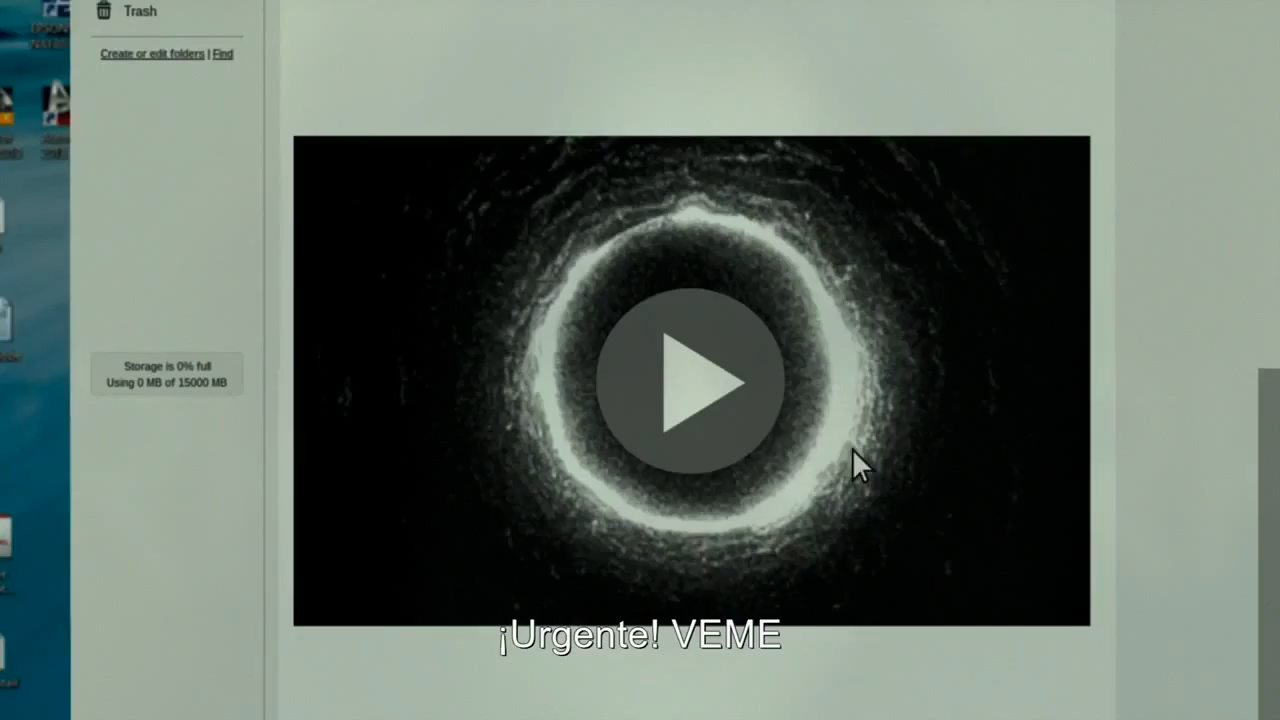 Trash
Create or edit folders | Find
Storage is 0% full
Using 0 MB of 15000 MB
¡Urgente! VEME